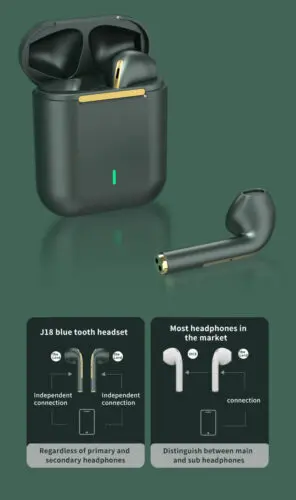 J18 blue tooth headset
Independent
connection
Independent
connection
Regardless of primary and
secondary headphones
Most headphones in
the market
connection
Distinguish between main
and sub headphones